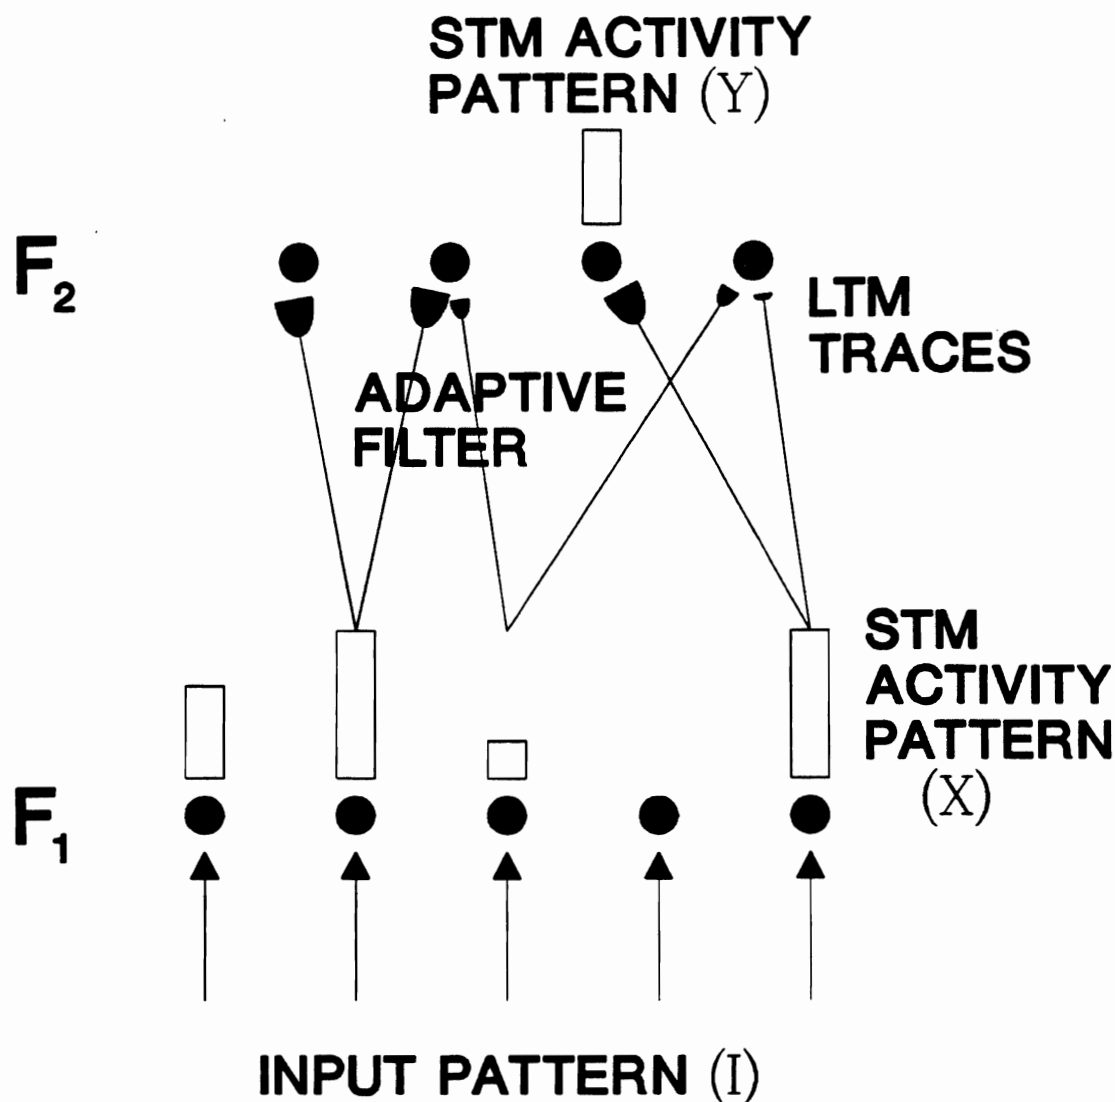 STM ACTIVITY
PATTERN (Y)
F2
LTM
TRACES
ADAPTIVE
FILTER
STM
ACTIVITY
PATTERN
(X)
F1
INPUT PATTERN (I)